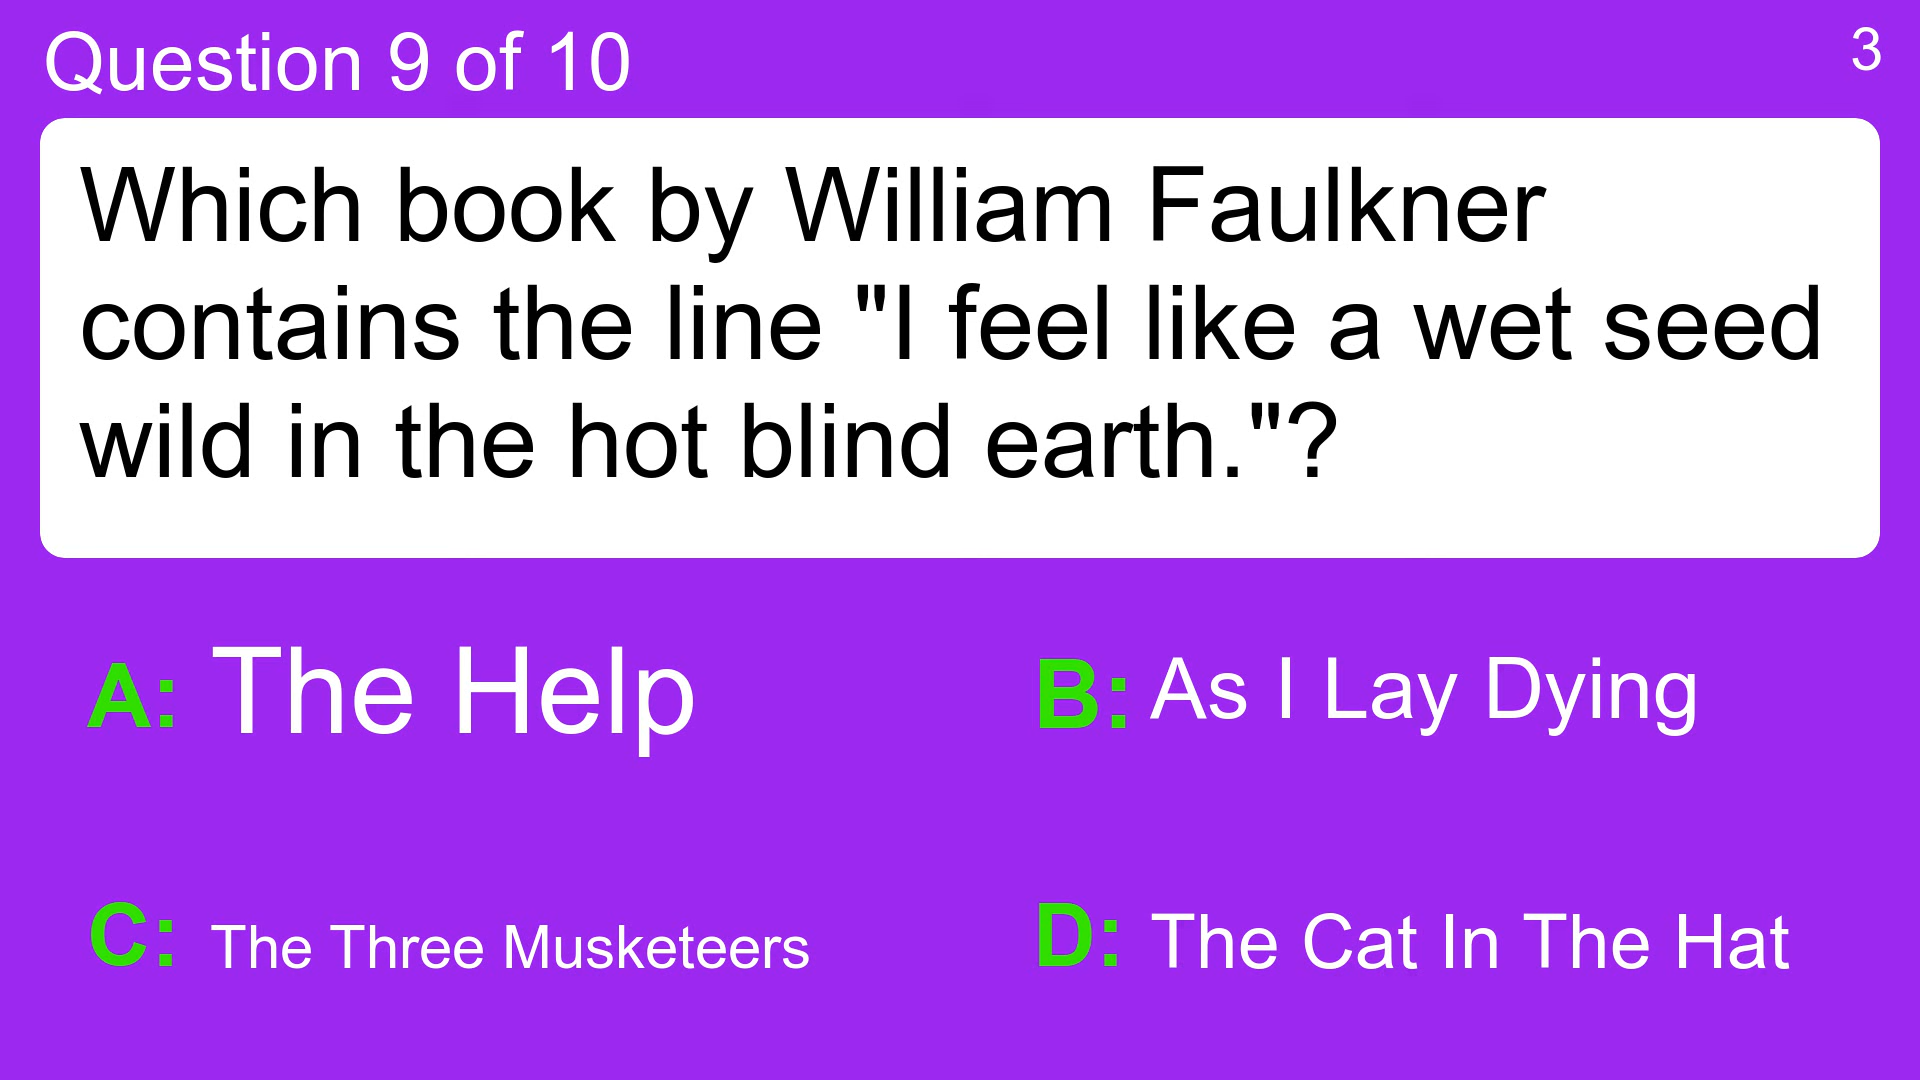 Question 9 of 10
3
Which book by William Faulkner
contains the line "I feel like a wet seed
wild in the hot blind earth."?
A: The Help
B: As I Lay Dying
C: The Three Musketeers
D: The Cat In The Hat